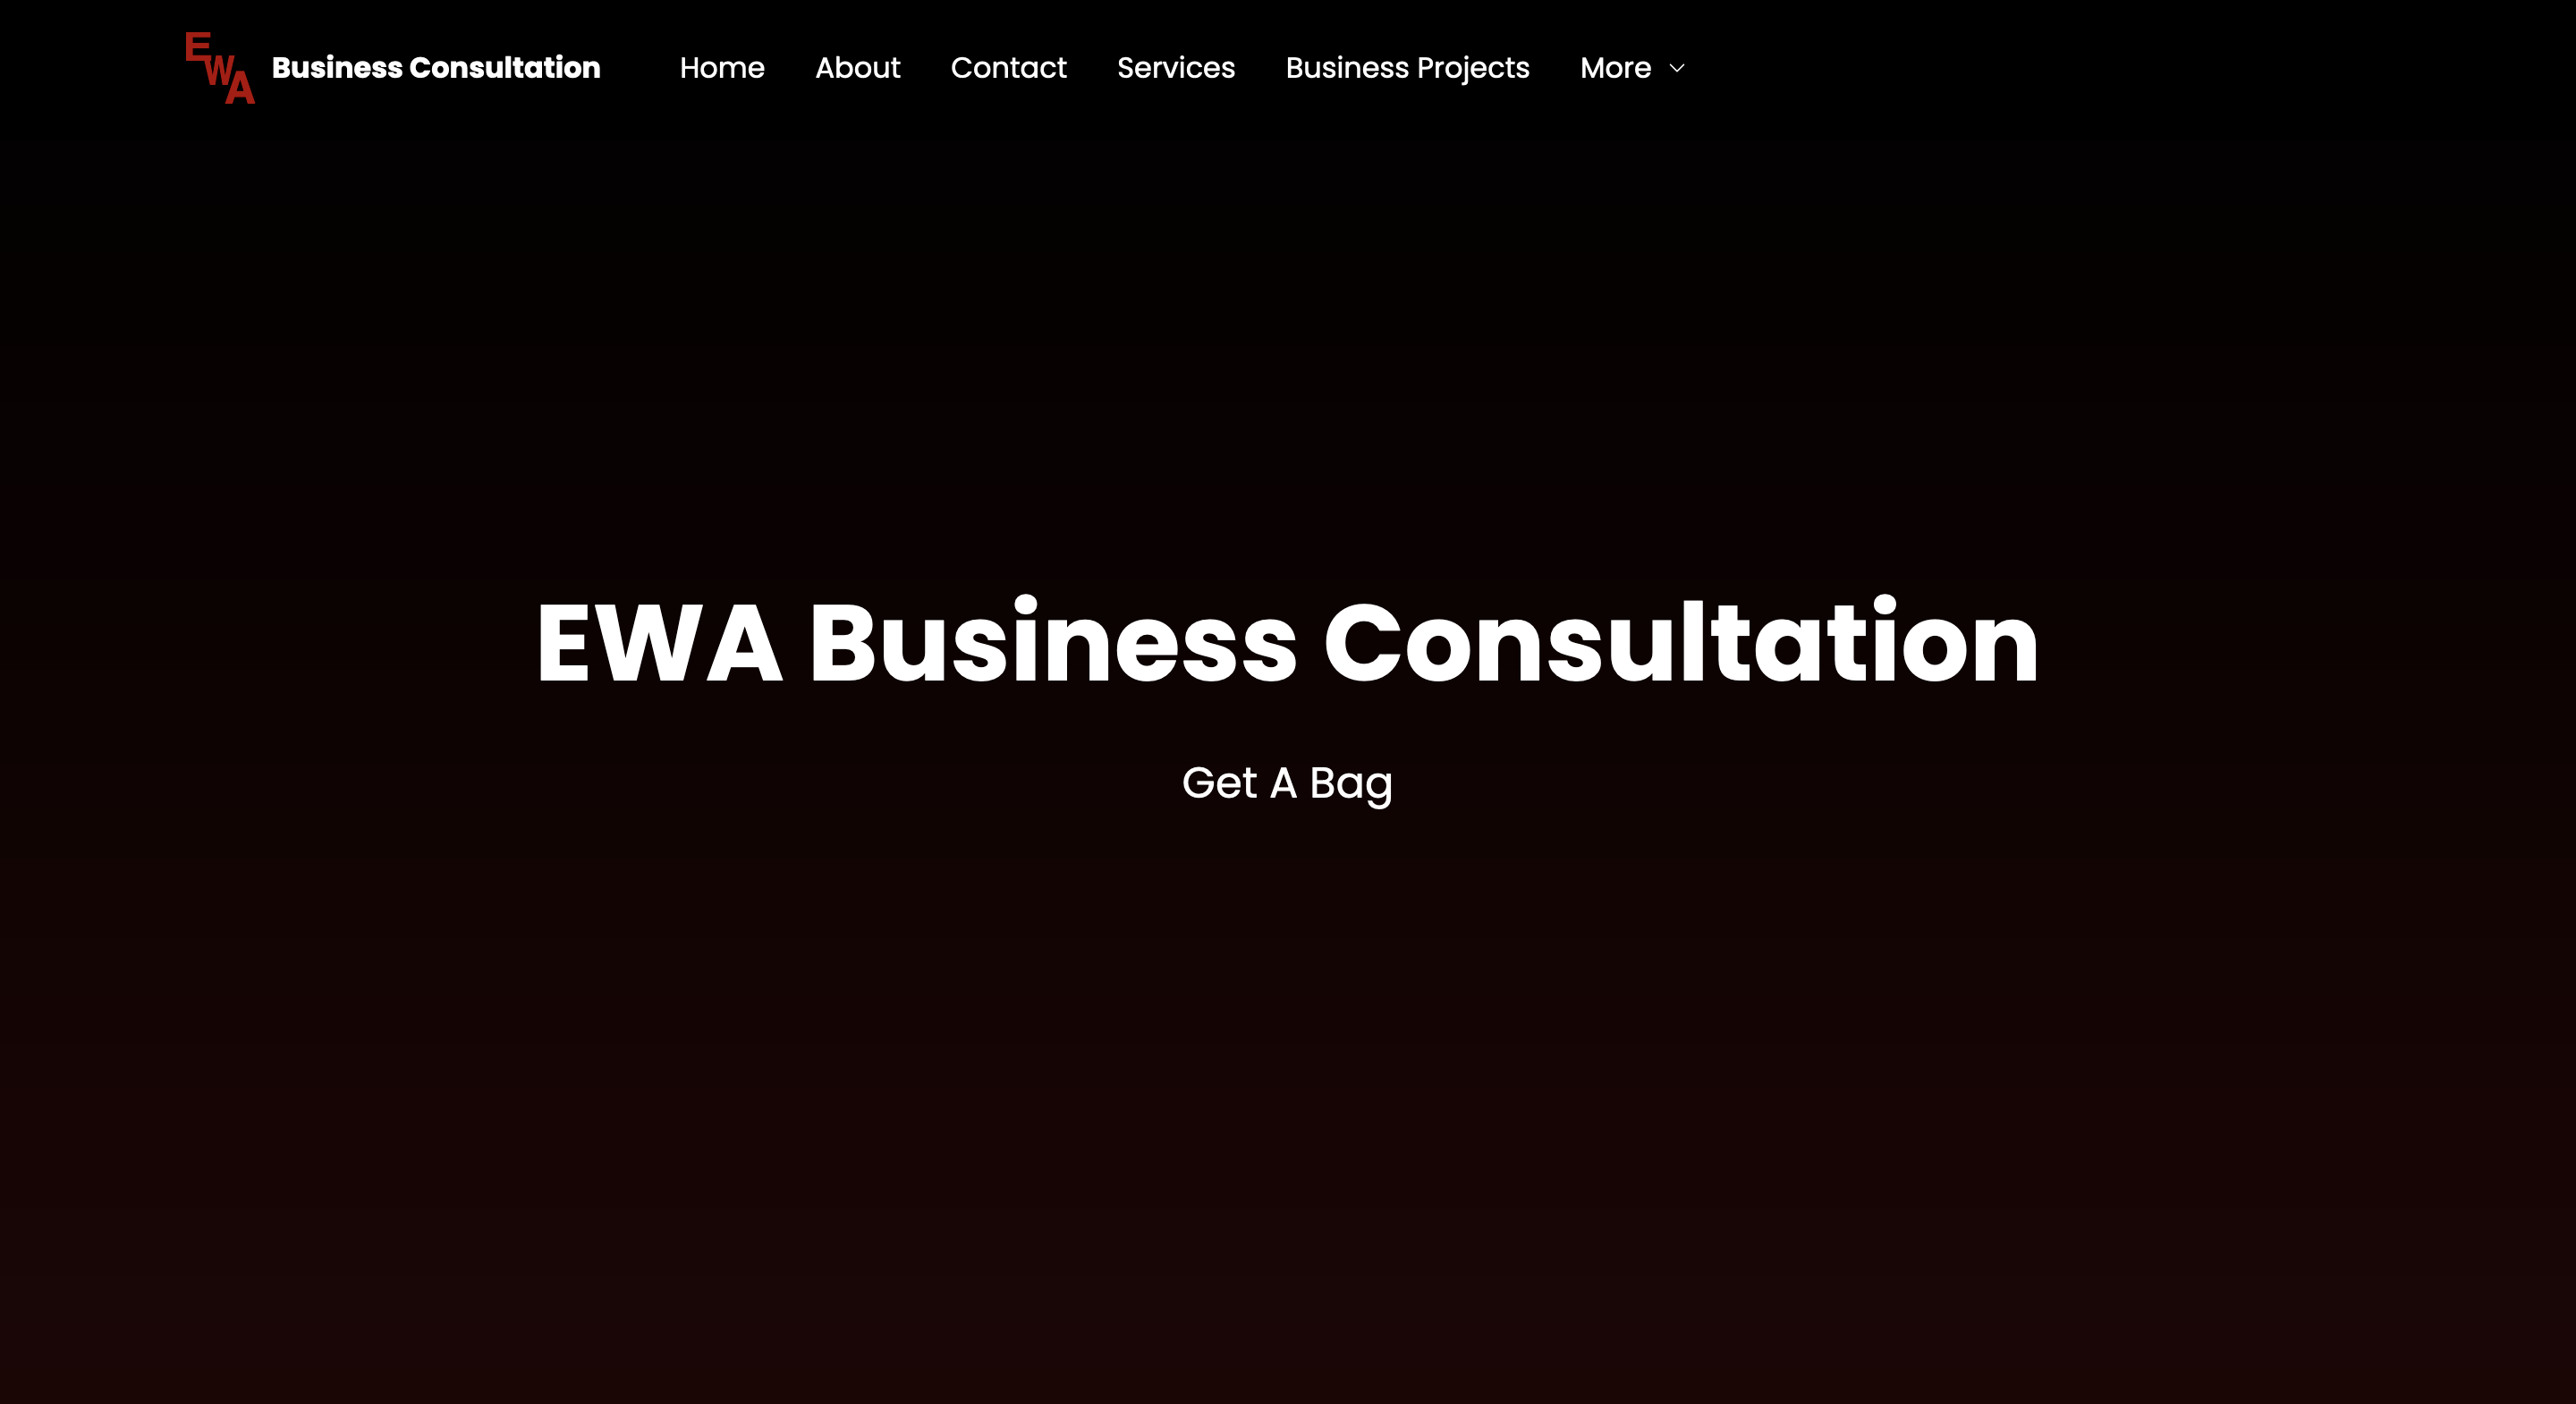 EWA Business Consultation Home About Contact Services Business Projects More
EWA Business Consultation
Get A Bag